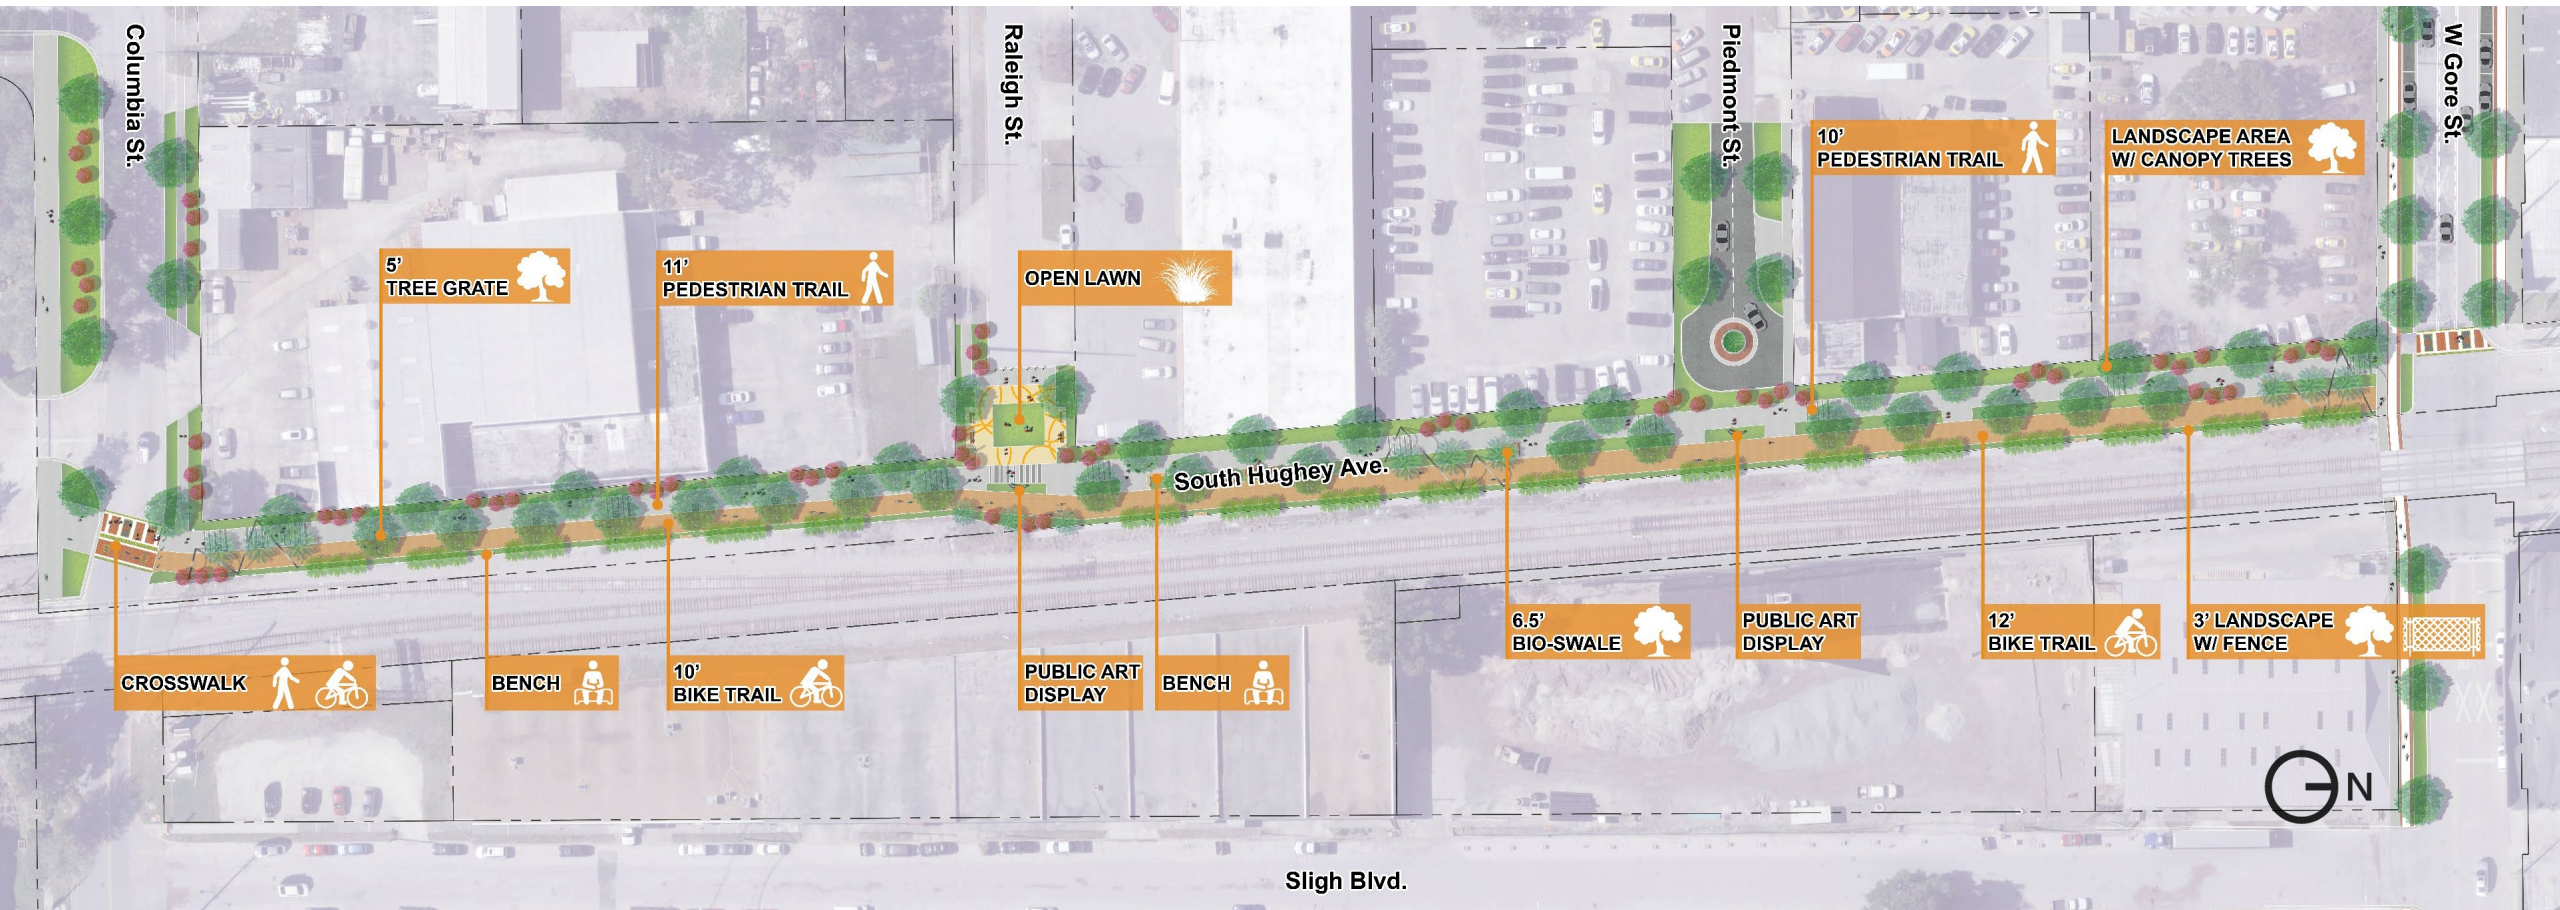 Columbia St.
Raleigh St.
Piedmont St.
W Gore St.
10’
PEDESTRIAN TRAIL
LANDSCAPE AREA
W/ CANOPY TREES
5’
TREE GRATE
11’
PEDESTRIAN TRAIL
OPEN LAWN
South Hughey Ave.
6.5’
BIO-SWALE
PUBLIC ART
DISPLAY
12’
BIKE TRAIL
3’ LANDSCAPE
W/ FENCE
CROSSWALK
BENCH
10’
BIKE TRAIL
PUBLIC ART
DISPLAY
BENCH
N
Sligh Blvd.